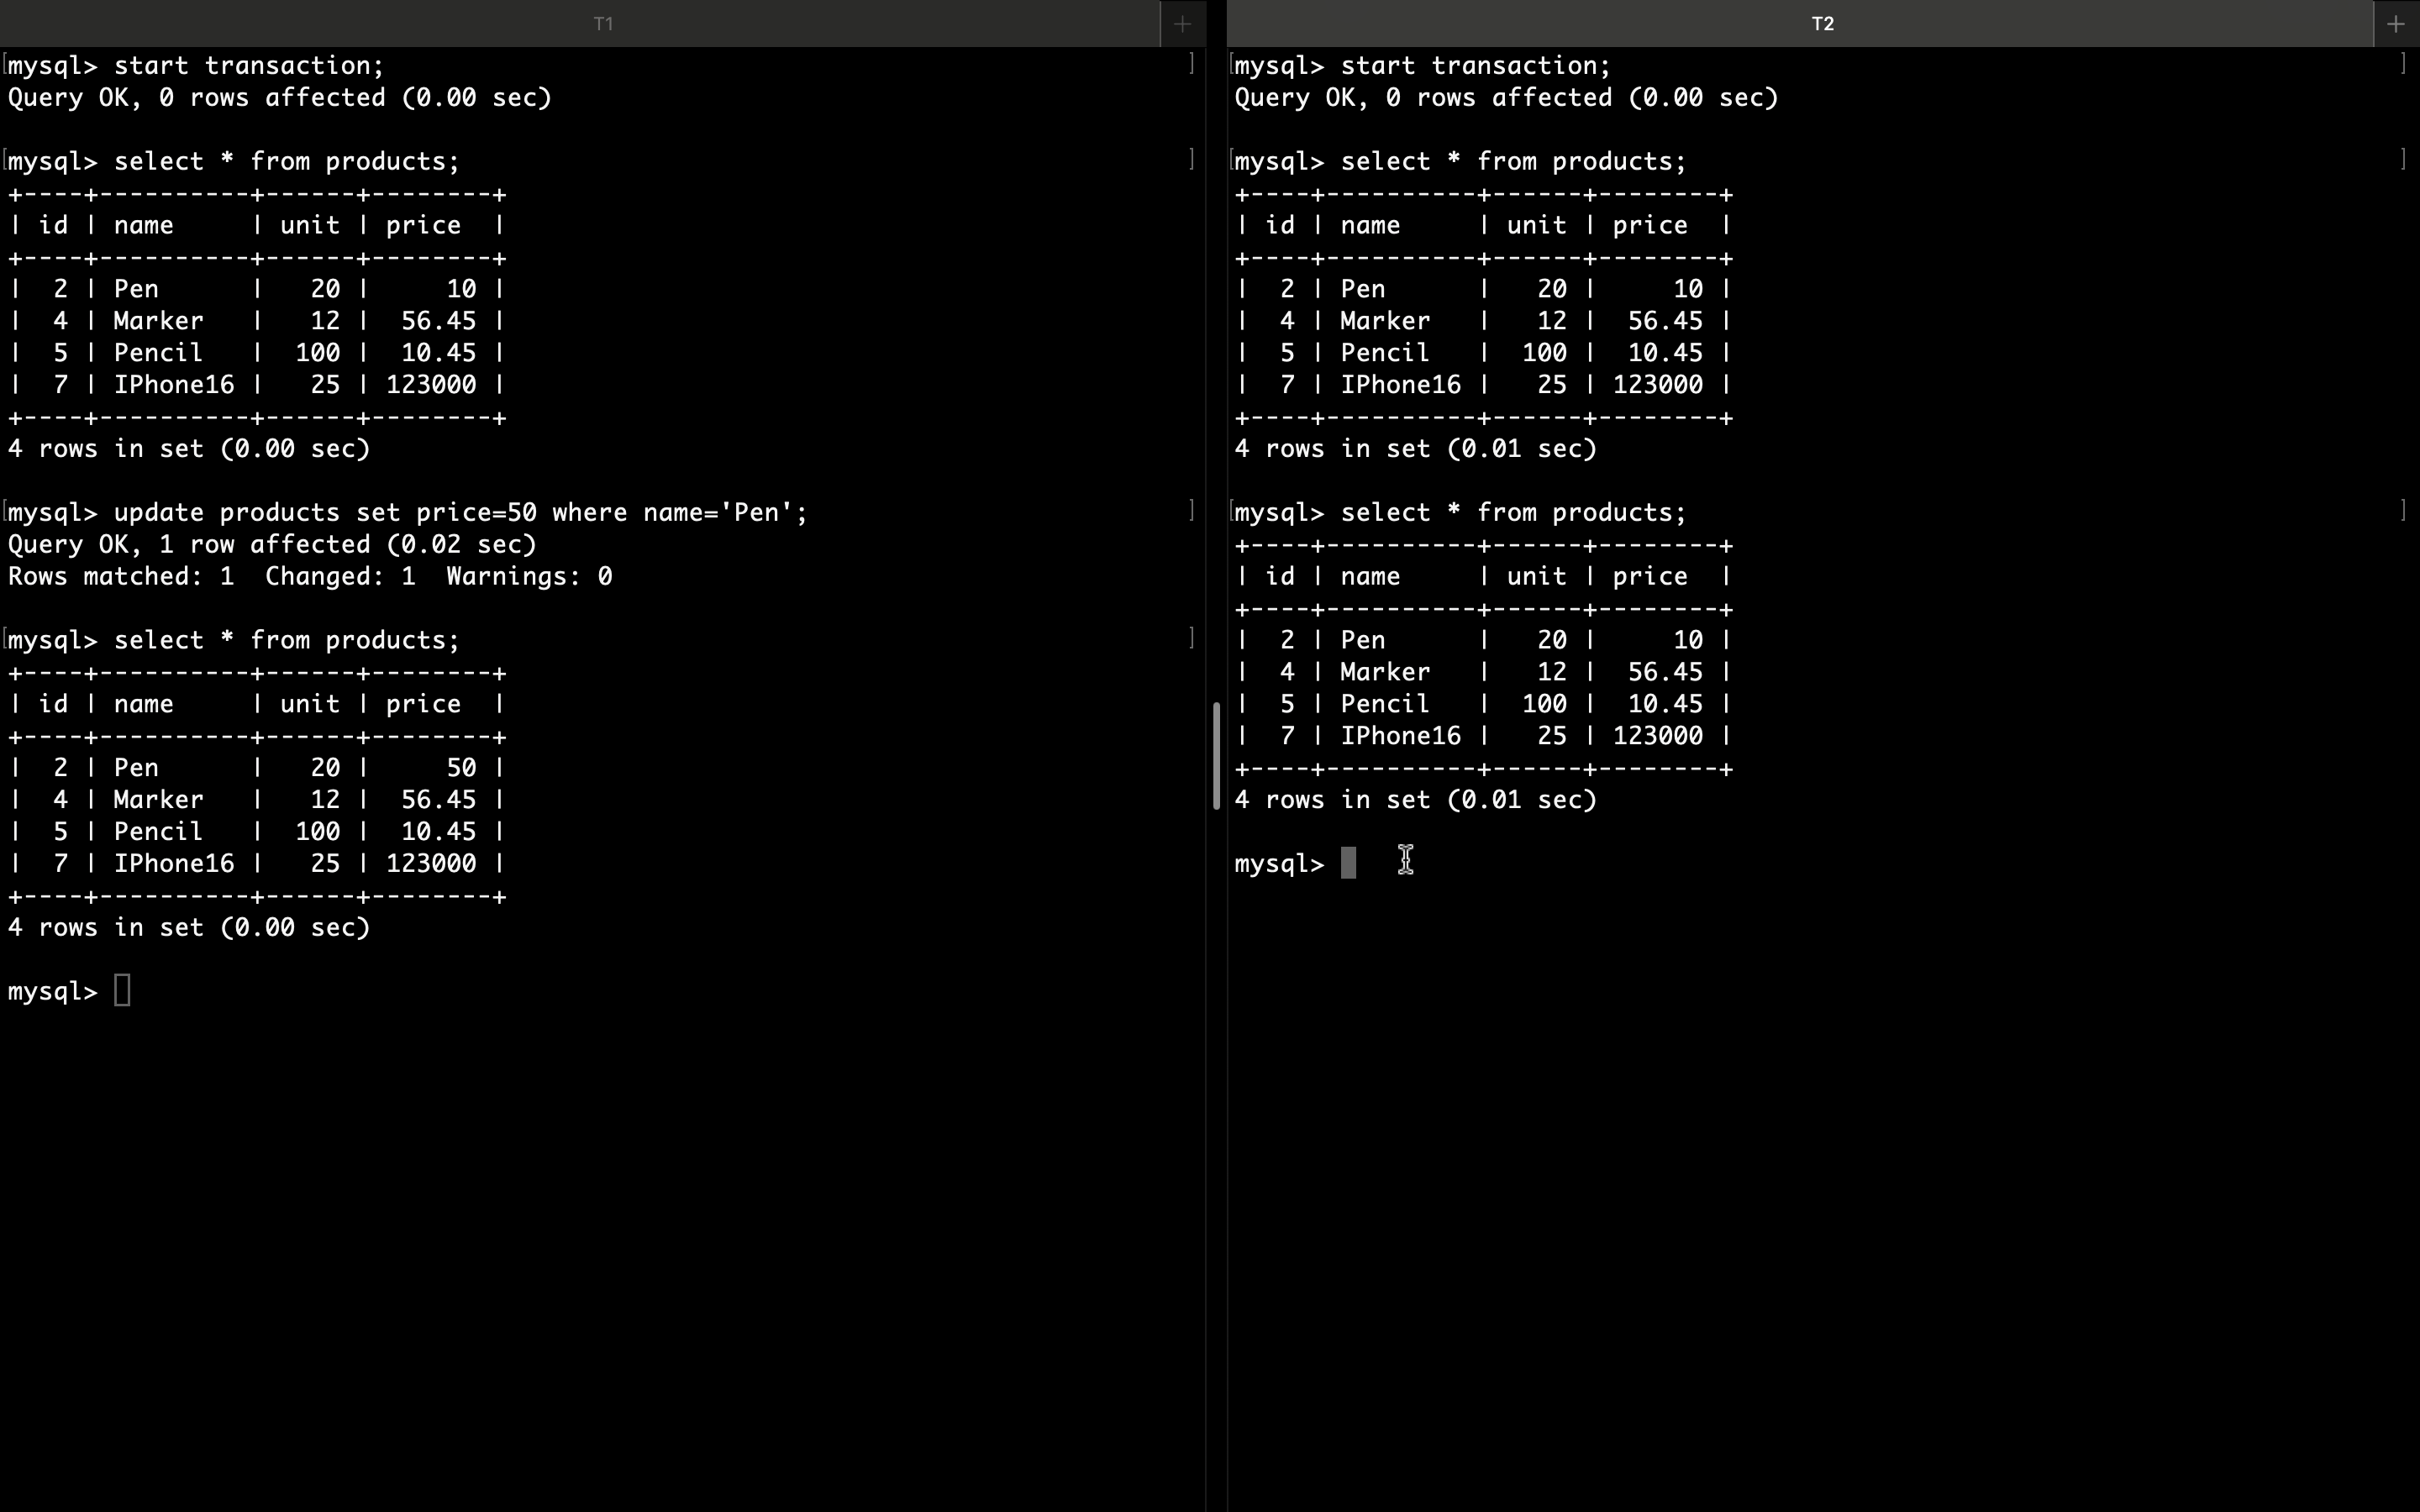 T1
mysql> start transaction;
Query OK, 0 rows affected (0.00 sec)
mysql> select * from products;
+----+----------+------+--------+
| id | name     | unit | price  |
+----+----------+------+--------+
|  2 | Pen      |   20 |     10 |
|  4 | Marker   |   12 |  56.45 |
|  5 | Pencil   |  100 |  10.45 |
|  7 | IPhone16 |   25 | 123000 |
+----+----------+------+--------+
4 rows in set (0.00 sec)
mysql> update products set price=50 where name='Pen';
Query OK, 1 row affected (0.02 sec)
Rows matched: 1  Changed: 1  Warnings: 0
mysql> select * from products;
+----+----------+------+--------+
| id | name     | unit | price  |
+----+----------+------+--------+
|  2 | Pen      |   20 |     50 |
|  4 | Marker   |   12 |  56.45 |
|  5 | Pencil   |  100 |  10.45 |
|  7 | IPhone16 |   25 | 123000 |
+----+----------+------+--------+
4 rows in set (0.00 sec)
mysql>
T2
mysql> start transaction;
Query OK, 0 rows affected (0.00 sec)
mysql> select * from products;
+----+----------+------+--------+
| id | name     | unit | price  |
+----+----------+------+--------+
|  2 | Pen      |   20 |     10 |
|  4 | Marker   |   12 |  56.45 |
|  5 | Pencil   |  100 |  10.45 |
|  7 | IPhone16 |   25 | 123000 |
+----+----------+------+--------+
4 rows in set (0.01 sec)
mysql> select * from products;
+----+----------+------+--------+
| id | name     | unit | price  |
+----+----------+------+--------+
|  2 | Pen      |   20 |     10 |
|  4 | Marker   |   12 |  56.45 |
|  5 | Pencil   |  100 |  10.45 |
|  7 | IPhone16 |   25 | 123000 |
+----+----------+------+--------+
4 rows in set (0.01 sec)
mysql>